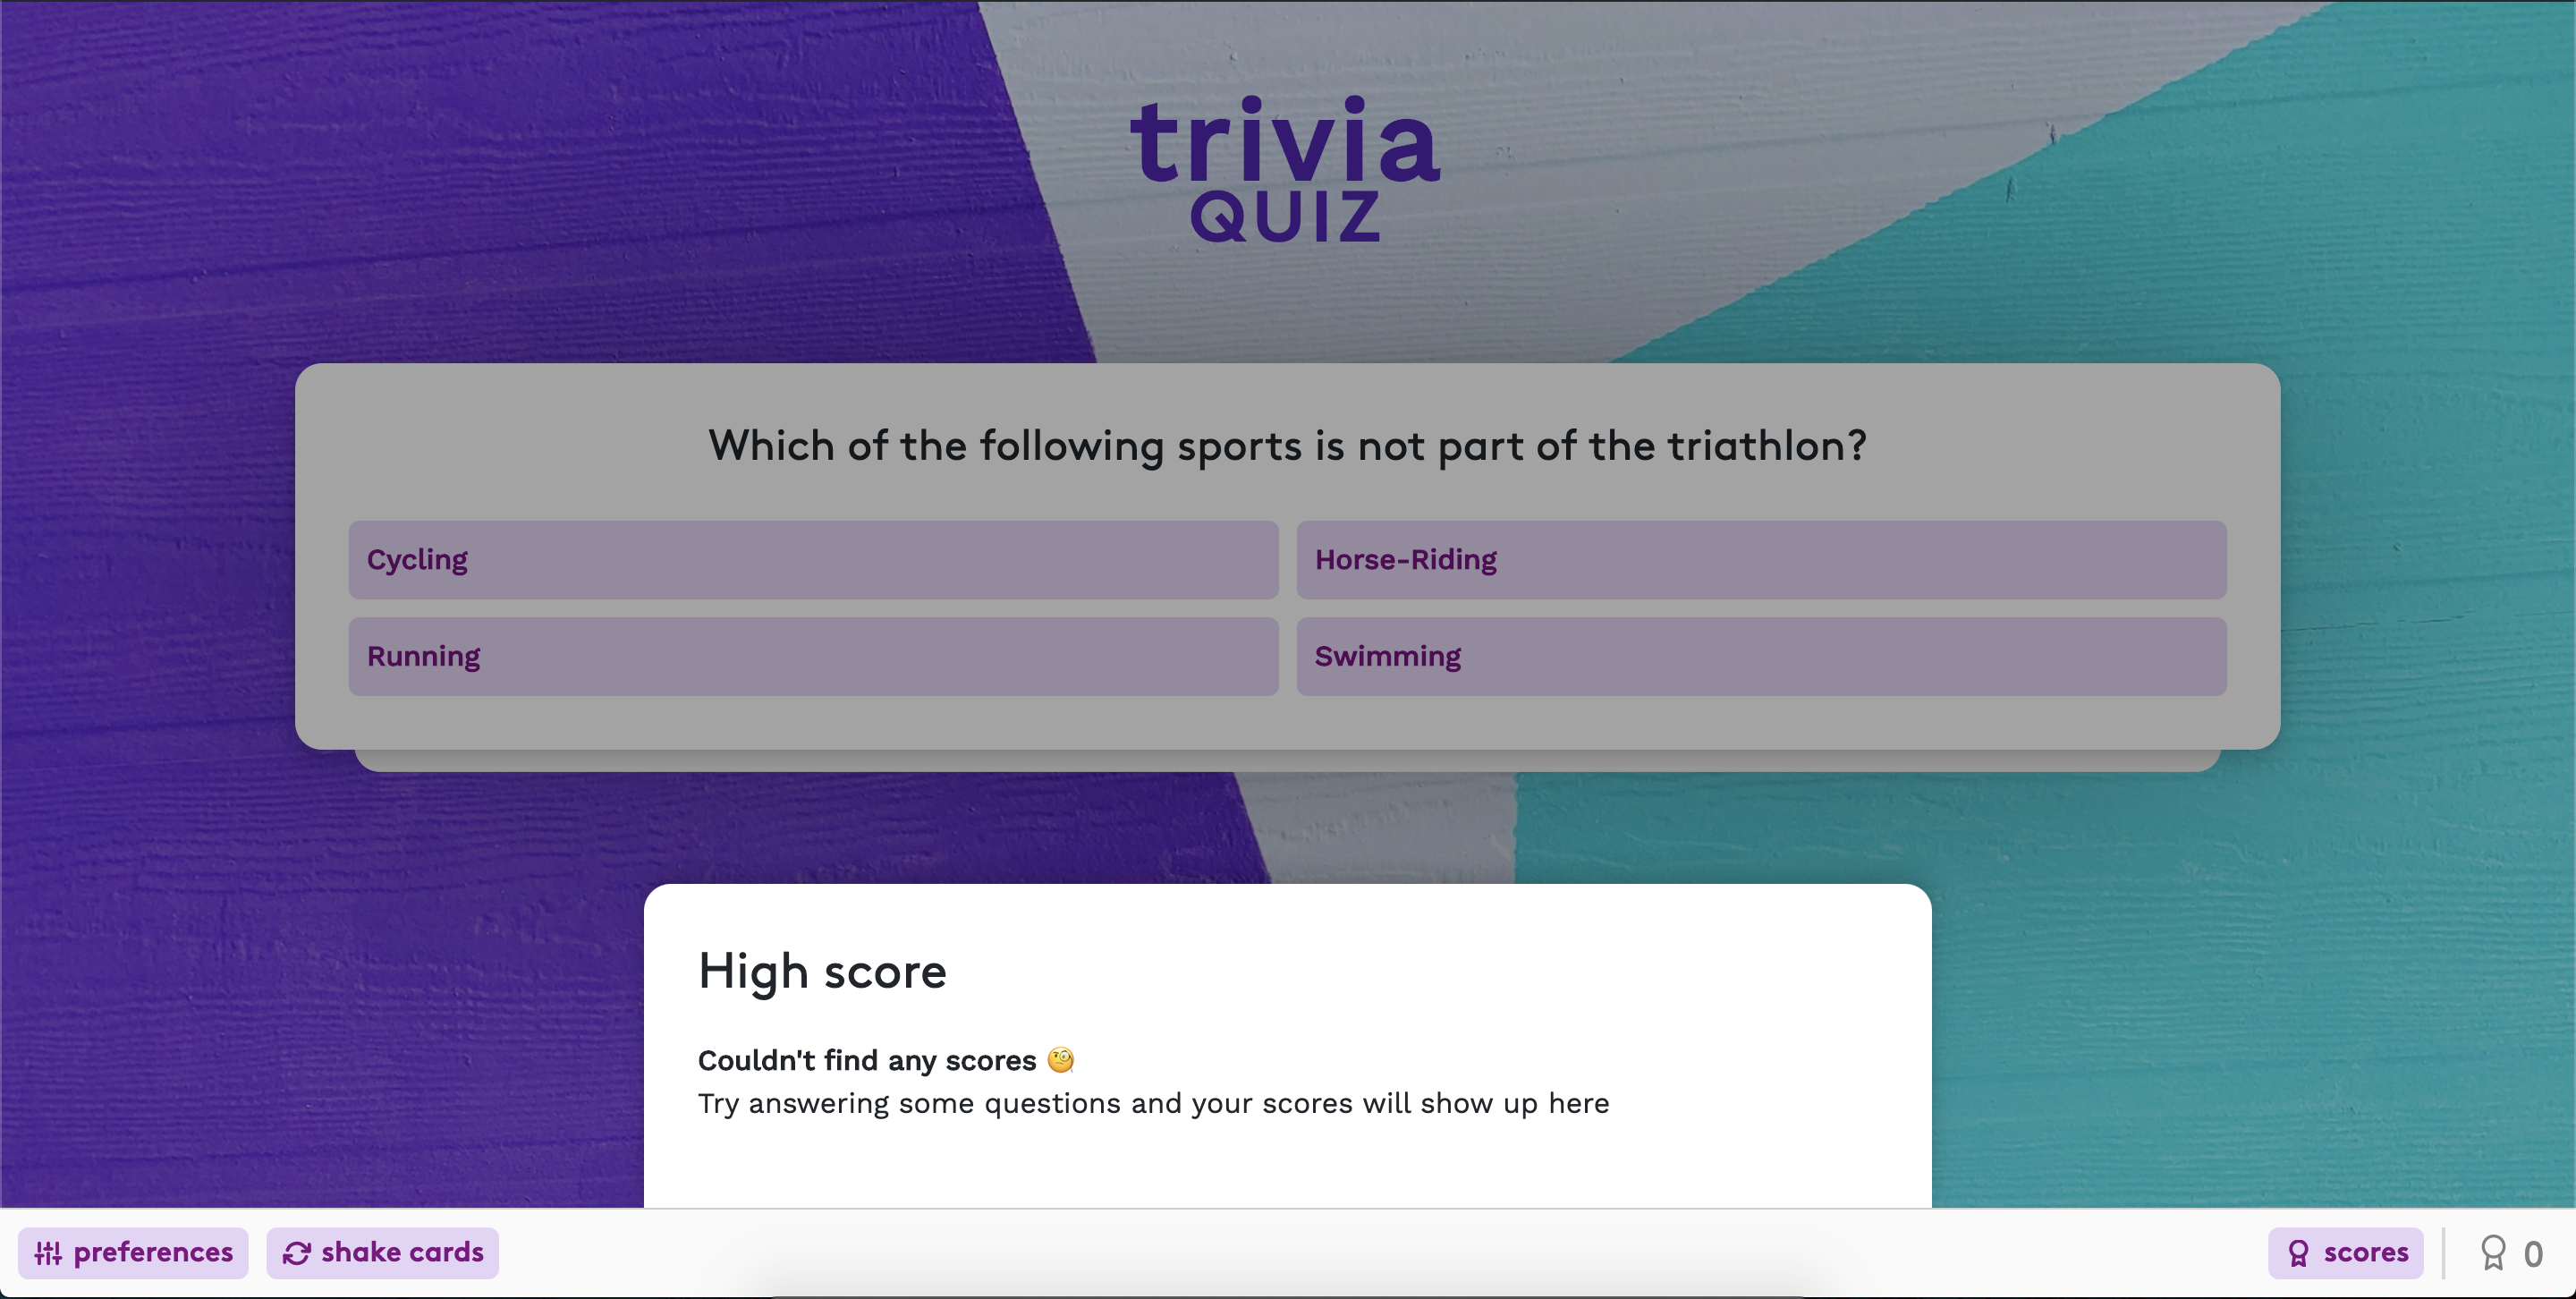 trivia
QUIZ
Which of the following sports is not part of the triathlon?
Cycling
Horse-Riding
Running
Swimming
High score
Couldn't find any scores 🧐
Try answering some questions and your scores will show up here
preferences
shake cards
scores
0